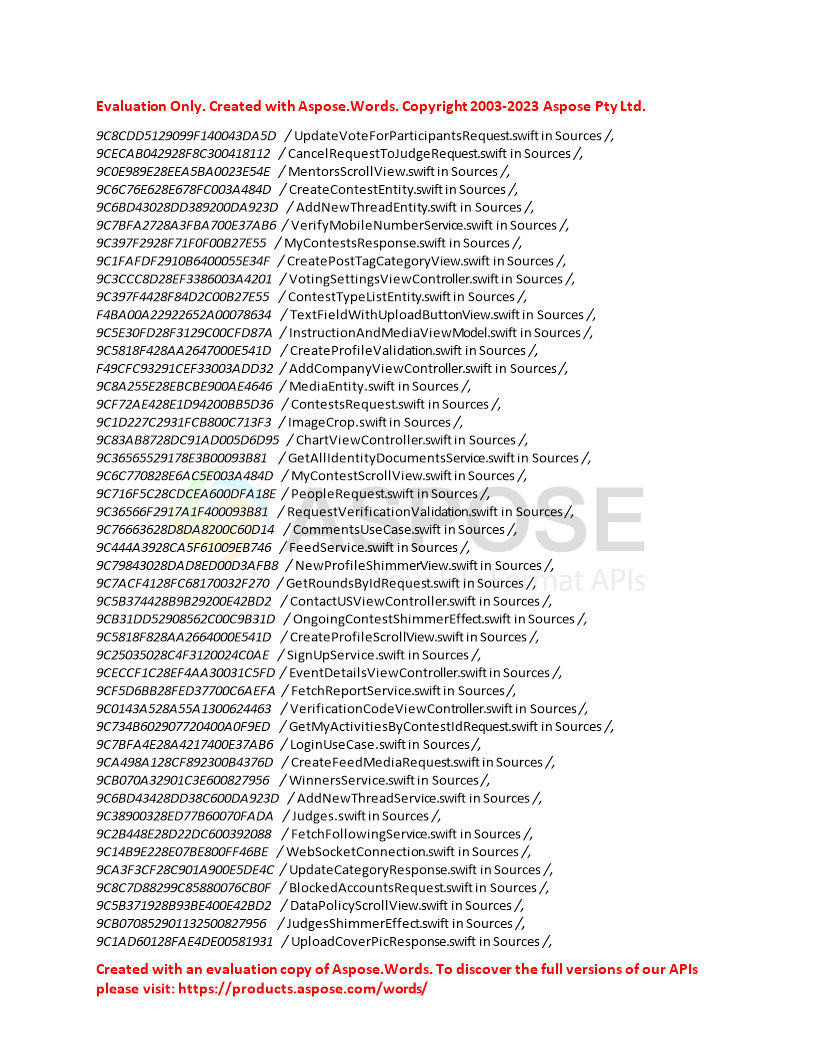 Evaluation Only. Created with Aspose.Words. Copyright 2003-2023 Aspose Pty Ltd.
9C8CDD5129099F140043DA5D / UpdateVoteForParticipantsRequest.swift in Sources /,
9CECAB042928F8C300418112 / CancelRequestToJudgeRequest.swift in Sources /,
9C0E989E28EEA5BA0023E54E / MentorsScrollView.swift in Sources /,
9C6C76E628E678FC003A484D / CreateContestEntity.swift in Sources /,
9C6BD43028DD389200DA923D / AddNewThreadEntity.swift in Sources /,
9C7BFA2728A3FBA700E37AB6 / VerifyMobileNumberService.swift in Sources /,
9C397F2928F71F0F00B27E55 / MyContestsResponse.swift in Sources /,
9C1FAFDF2910B6400055E34F / CreatePostTagCategoryView.swift in Sources /,
9C3CCC8D28EF3386003A4201 / VotingSettingsViewController.swift in Sources /,
9C397F4428F84D2C00B27E55 / ContestTypeListEntity.swift in Sources /,
F4BA00A22922652A00078634 / TextFieldWithUploadButtonView.swift in Sources /,
9C5E30FD28F3129C00CFD87A / InstructionAndMediaViewModel.swift in Sources /,
9C5818F428AA2647000E541D / CreateProfileValidation.swift in Sources /,
F49CFC93291CEF33003ADD32 / AddCompanyViewController.swift in Sources /,
9C8A255E28EBCBE900AE4646 / MediaEntity.swift in Sources /,
9CF72AE428E1D94200BB5D36 / ContestsRequest.swift in Sources /,
9C1D227C2931FCB800C713F3 / ImageCrop.swift in Sources /,
9C83AB8728DC91AD005D6D95 / ChartViewController.swift in Sources /,
9C36565529178E3B00093B81 / GetAllIdentityDocumentsService.swift in Sources /,
9C6C770828E6AC5E003A484D / MyContestScrollView.swift in Sources /,
9C716F5C28CDCEA600DFA18E / PeopleRequest.swift in Sources /,
9C36566F2917A1F400093B81 / RequestVerificationValidation.swift in Sources /,
9C76663628D8DA8200C60D14 / CommentsUseCase.swift in Sources /,
9C444A3928CA5F61009EB746 / FeedService.swift in Sources /,
9C79843028DAD8ED00D3AFB8 / NewProfileShimmerView.swift in Sources /,
9C7ACF4128FC68170032F270 / GetRoundsByIdRequest.swift in Sources /,
9C5B374428B9B29200E42BD2 / ContactUSViewController.swift in Sources /,
9CB31DD52908562C00C9B31D / OngoingContestShimmerEffect.swift in Sources /,
9C5818F828AA2664000E541D / CreateProfileScrollView.swift in Sources /,
9C25035028C4F3120024C0AE / SignUpService.swift in Sources /,
9CECCF1C28EF4AA30031C5FD / EventDetailsViewController.swift in Sources /,
9CF5D6BB28FED37700C6AEFA / FetchReportService.swift in Sources /,
9C0143A528A55A1300624463 / VerificationCodeViewController.swift in Sources /,
9C734B602907720400A0F9ED / GetMyActivitiesByContestIdRequest.swift in Sources /,
9C7BFA4E28A4217400E37AB6 / LoginUseCase.swift in Sources /,
9CA498A128CF892300B4376D / CreateFeedMediaRequest.swift in Sources /,
9CB070A32901C3E600827956 / WinnersService.swift in Sources /,
9C6BD43428DD38C600DA923D / AddNewThreadService.swift in Sources /,
9C38900328ED77B60070FADA / Judges.swift in Sources /,
9C2B448E28D22DC600392088 / FetchFollowingService.swift in Sources /,
9C14B9E228E07BE800FF46BE / WebSocketConnection.swift in Sources /,
9CA3F3CF28C901A900E5DE4C / UpdateCategoryResponse.swift in Sources /,
9C8C7D88299C85880076CB0F / BlockedAccountsRequest.swift in Sources /,
9C5B371928B93BE400E42BD2 / DataPolicyScrollView.swift in Sources /,
9CB070852901132500827956 / JudgesShimmerEffect.swift in Sources /,
9C1AD60128FAE4DE00581931 / UploadCoverPicResponse.swift in Sources /,
ASPOSE
Created with an evaluation copy of Aspose.Words. To discover the full versions of our APIs
please visit: https://products.aspose.com/words/